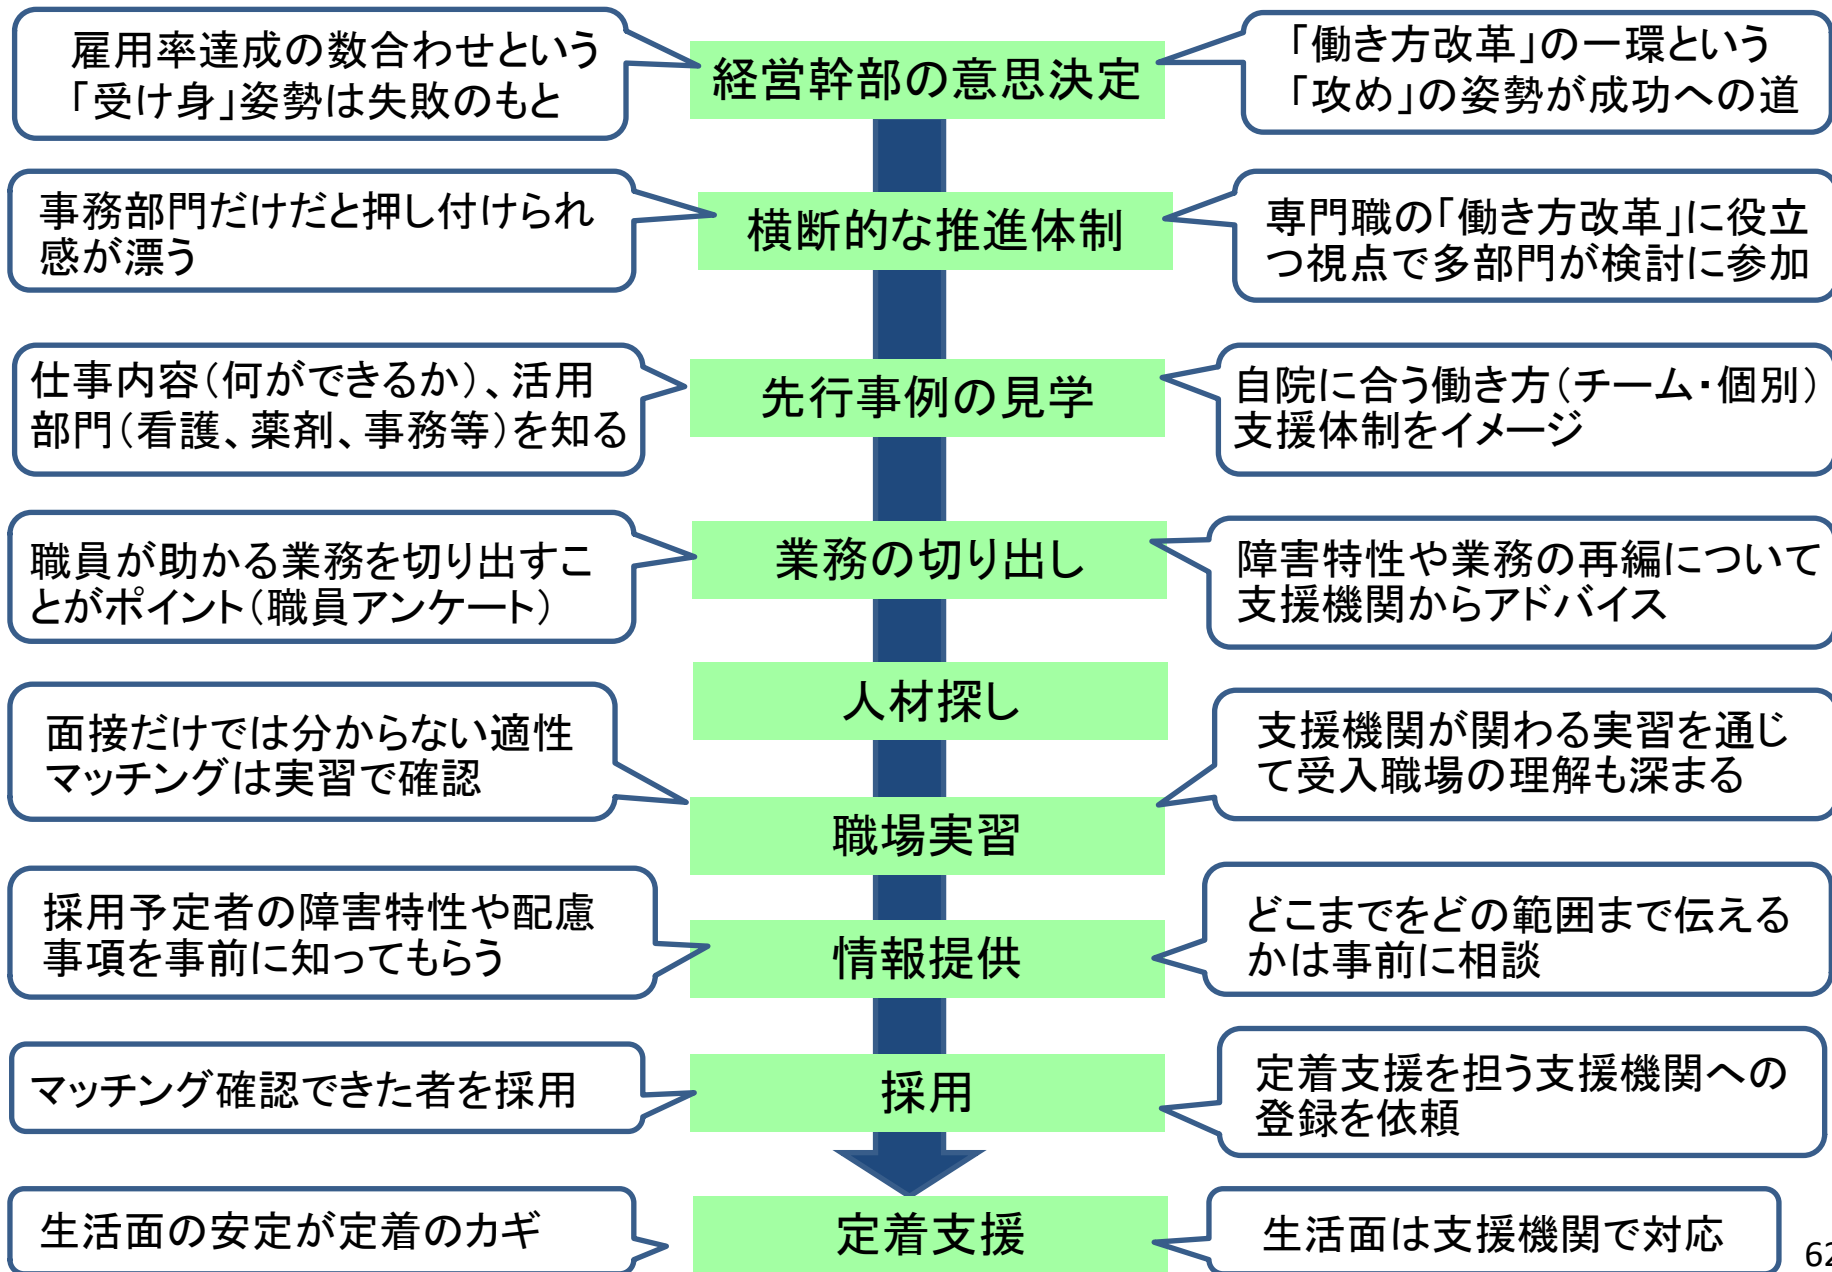 雇用率達成の数合わせという
「受け身」姿勢は失敗のもと
経営幹部の意思決定
「働き方改革」の一環という
「攻め」の姿勢が成功への道
事務部門だけだと押し付けられ
感が漂う
横断的な推進体制
専門職の「働き方改革」に役立
つ視点で多部門が検討に参加
仕事内容(何ができるか)、活用
部門(看護、薬剤、事務等)を知る
先行事例の見学
自院に合う働き方(チーム・個別)
支援体制をイメージ
職員が助かる業務を切り出すこ
とがポイント(職員アンケート)
業務の切り出し
障害特性や業務の再編について
支援機関からアドバイス
人材探し
面接だけでは分からない適性
マッチングは実習で確認
職場実習
支援機関が関わる実習を通じ
て受入職場の理解も深まる
採用予定者の障害特性や配慮
事項を事前に知ってもらう
情報提供
どこまでをどの範囲まで伝える
かは事前に相談
マッチング確認できた者を採用
採用
定着支援を担う支援機関への
登録を依頼
生活面の安定が定着のカギ
定着支援
生活面は支援機関で対応
62